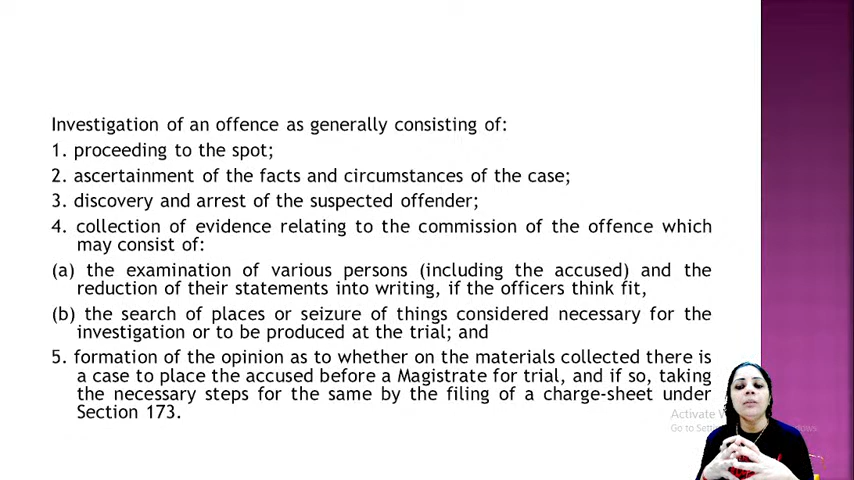 Investigation of an offence as generally consisting of:
1. proceeding to the spot;
2. ascertainment of the facts and circumstances of the case;
3. discovery and arrest of the suspected offender;
4. collection of evidence relating to the commission of the offence which
may consist of:
(a) the examination of various persons (including the accused) and the
reduction of their statements into writing, if the officers think fit,
(b) the search of places or seizure of things considered necessary for the
investigation or to be produced at the trial; and
5. formation of the opinion as to whether on the materials collected there is
a case to place the accused before a Magistrate for trial, and if so, taking
the necessary steps for the same by the filing of a charge-sheet under
Section 173.
Activate
Go to